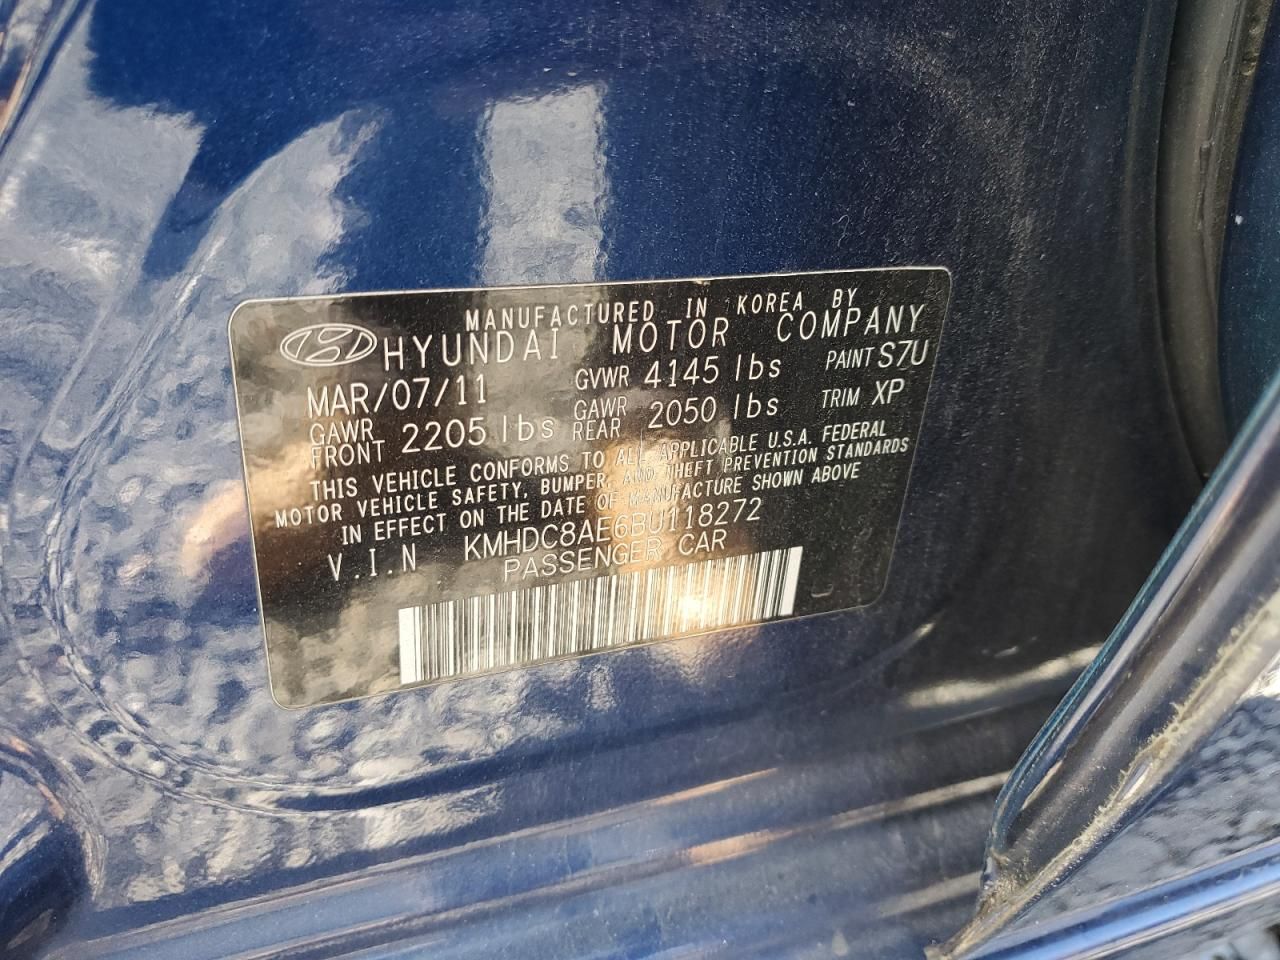 MANUFACTURED IN KOREA BY
HYUNDAI MOTOR COMPANY
MAR/07/11 GVWR 4145 lbs PAINT S7U
GAWR FRONT 2205 lbs GAWR REAR 2050 lbs TRIM XP
THIS VEHICLE CONFORMS TO ALL APPLICABLE U.S.A. FEDERAL
MOTOR VEHICLE SAFETY, BUMPER, AND THEFT PREVENTION STANDARDS
IN EFFECT ON THE DATE OF MANUFACTURE SHOWN ABOVE
V.I.N KMHDC8AE6BU118272
PASSENGER CAR